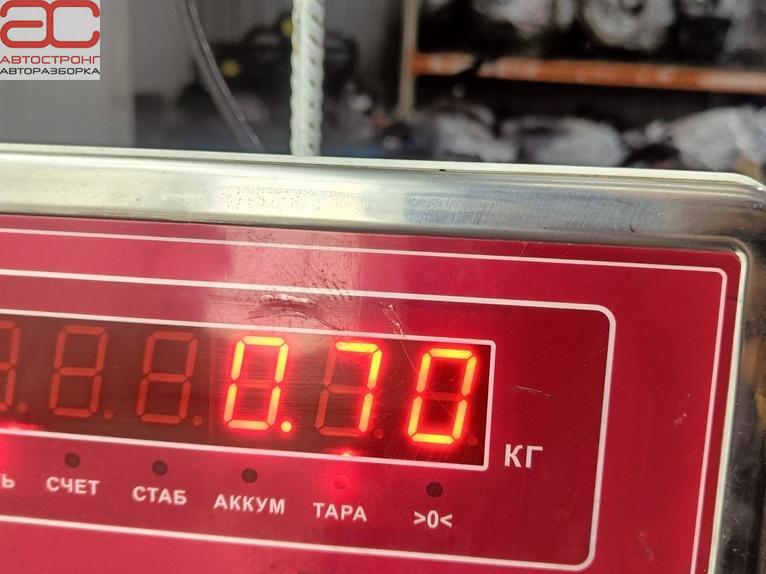 АС
АВТОСТРОНГ
АВТОРАЗБОРКА
0.70
КГ
СЧЕТ СТАБ АККУМ ТАРА >0<